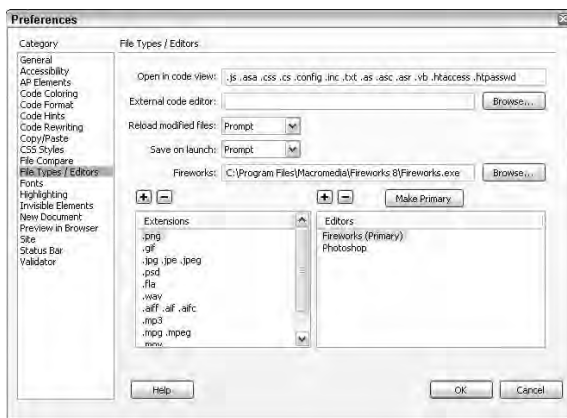 Preferences
Category
File Types / Editors
General
Accessibility
AP Elements
Code Coloring
Code Format
Code Hints
Code Rewriting
Copy/Paste
CSS Styles
File Compare
File Types / Editors
Fonts
Highlighting
Invisible Elements
New Document
Preview in Browser
Site
Status Bar
Validator
Open in code view: .js .asa .css .cs .config .inc .txt .as .asc .asr .vb .htaccess .htpasswd
External code editor: Browse...
Reload modified files: Prompt
Save on launch: Prompt
Fireworks: C:\Program Files\Macromedia\Fireworks 8\Fireworks.exe Browse...
Make Primary
Extensions
.png
.gif
.jpg .jpe .jpeg
.psd
.fla
.wav
.aiff .aif .aifc
.mp3
.mpg .mpeg
.mov
Editors
Fireworks (Primary)
Photoshop
Help OK Cancel